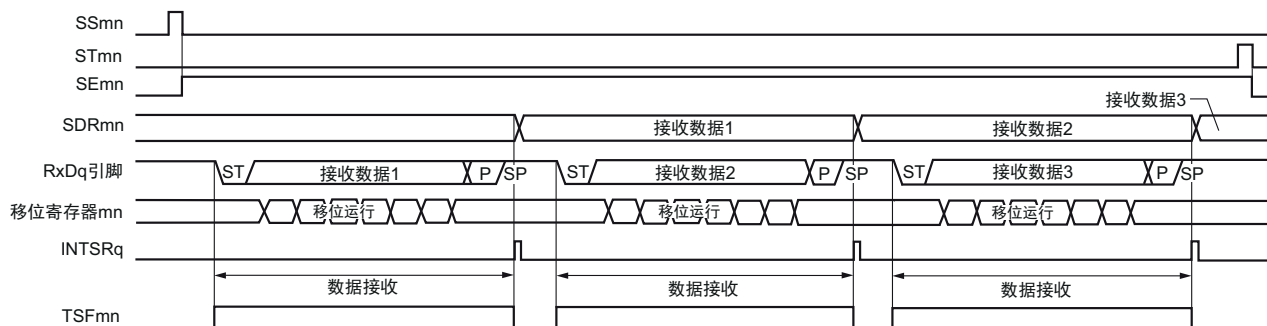 SSmn
STmn
SEmn
接收数据3
SDRmn 接收数据1 接收数据2
RxDq引脚 ST 接收数据1 P SP ST 接收数据2 P SP ST 接收数据3 P SP
移位寄存器mn 移位运行 移位运行 移位运行
INTSRq
数据接收 数据接收 数据接收
TSFmn